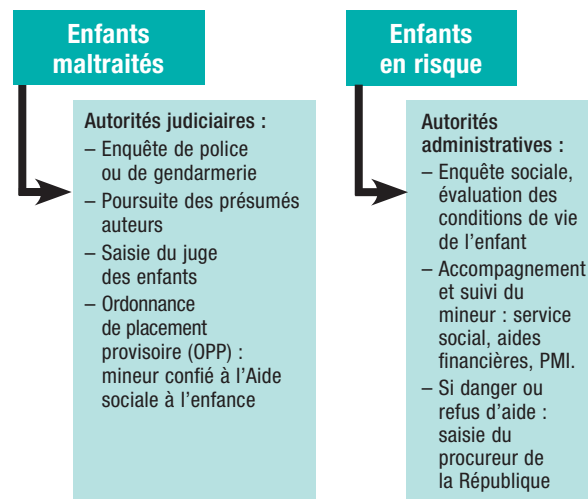 Enfants
maltraités
Autorités judiciaires :
– Enquête de police
ou de gendarmerie
– Poursuite des présumés
auteurs
– Saisie du juge
des enfants
– Ordonnance
de placement
provisoire (OPP) :
mineur confié à l’Aide
sociale à l’enfance
Enfants
en risque
Autorités
administratives :
– Enquête sociale,
évaluation des
conditions de vie
de l’enfant
– Accompagnement
et suivi du
mineur : service
social, aides
financières, PMI.
– Si danger ou
refus d’aide :
saisie du
procureur de
la République